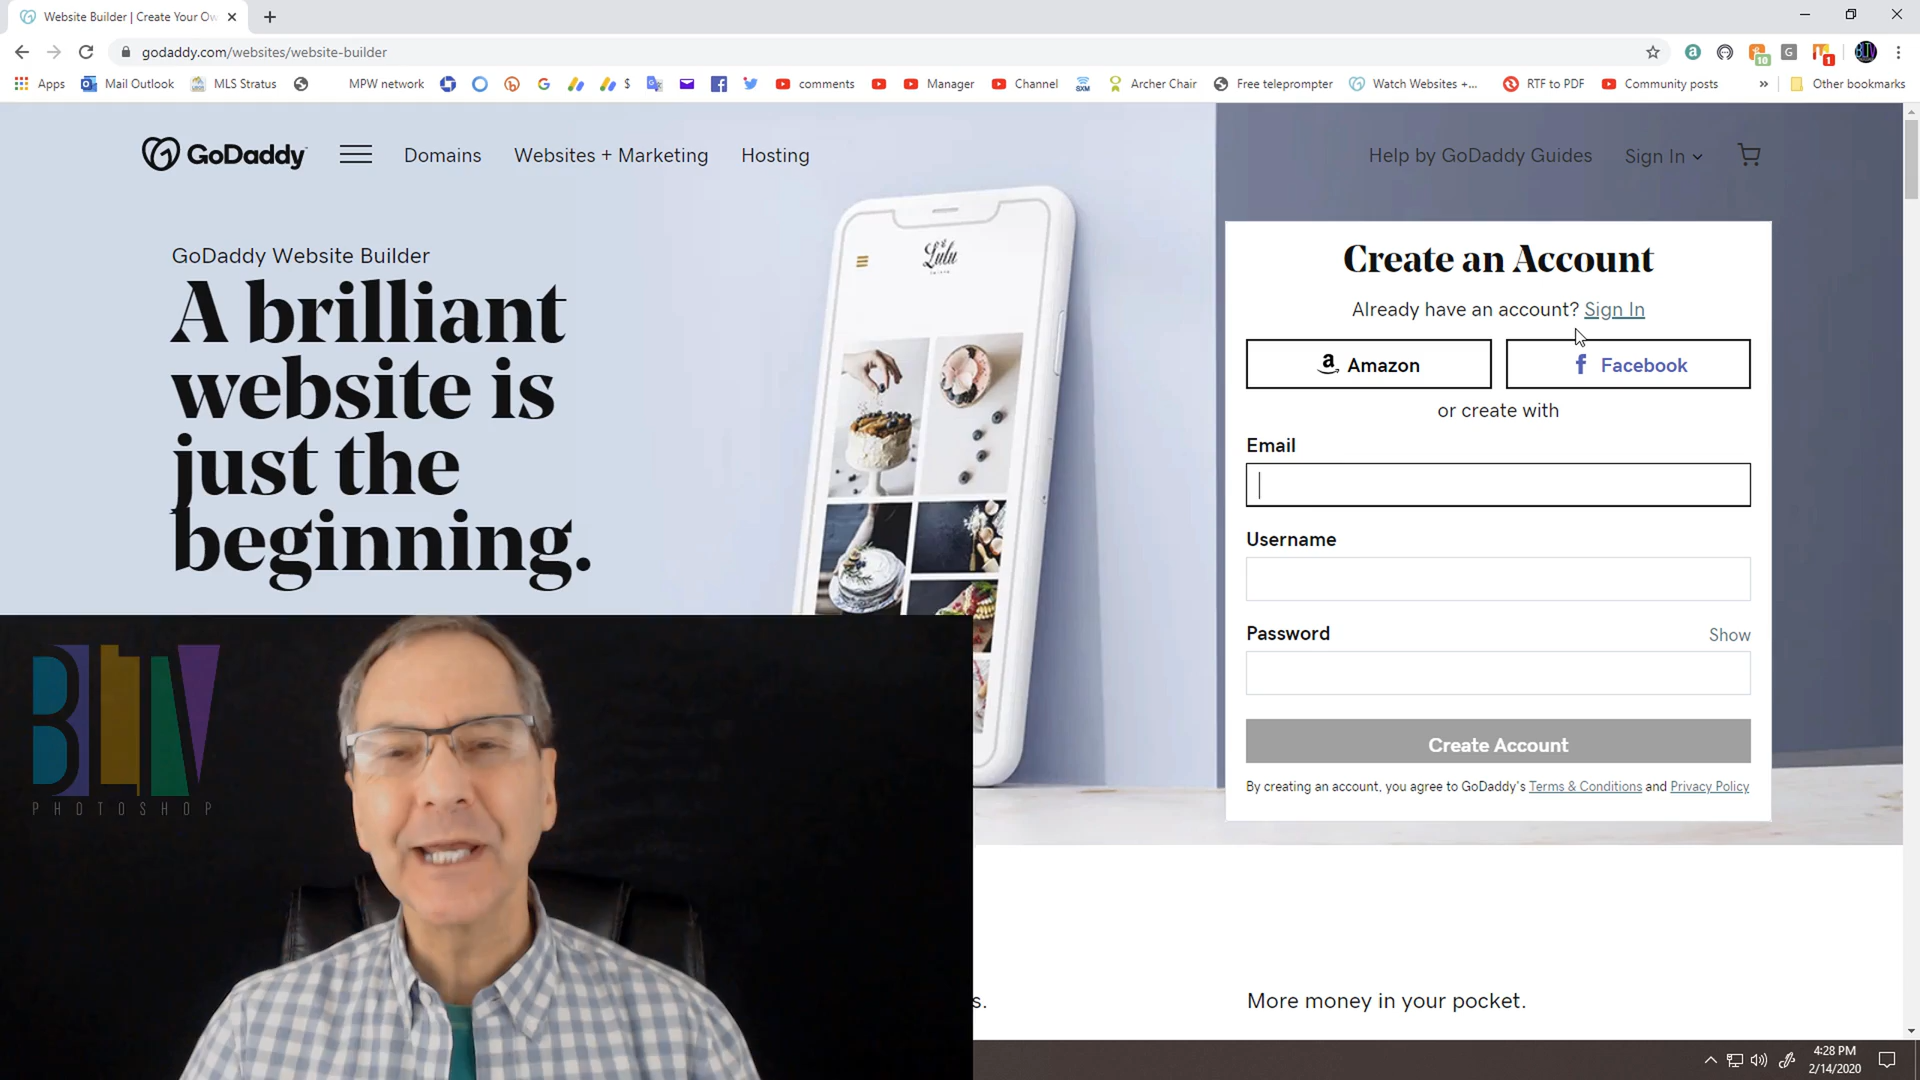 Website Builder | Create Your Ow
godaddy.com/websites/website-builder
10
G
1
Apps
Mail Outlook
MLS Stratus
MPW network
$
comments
Manager
Channel
SXM
Archer Chair
Free teleprompter
Watch Websites +...
RTF to PDF
Community posts
»
Other bookmarks
GoDaddy
Domains
Websites + Marketing
Hosting
Help by GoDaddy Guides
Sign In
GoDaddy Website Builder
A brilliant
website is
just the
beginning.
Lulu
Create an Account
Already have an account? Sign In
Amazon
Facebook
or create with
Email
Username
Password
Show
Create Account
By creating an account, you agree to GoDaddy's Terms & Conditions and Privacy Policy
BLTV
PHOTOSHOP
s.
More money in your pocket.
4:28 PM
2/14/2020